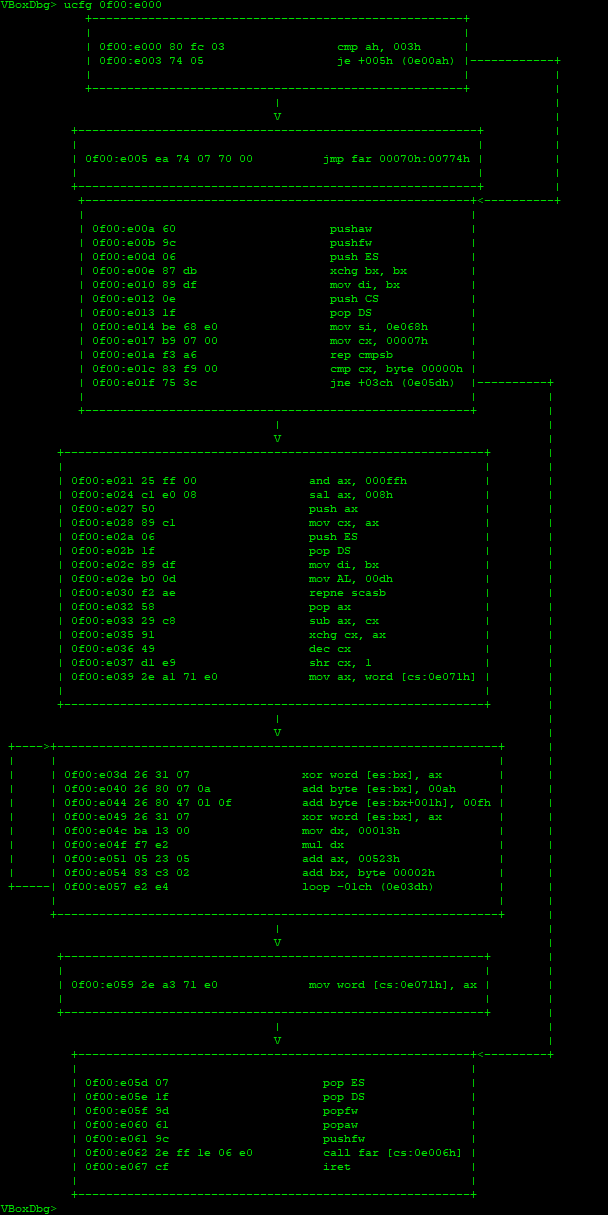 VBoxDbg> ucfg 0f00:e000
0f00:e000 80 fc 03 cmp ah, 003h
0f00:e003 74 05 je +005h (0e00ah)
V
0f00:e005 ea 74 07 70 00 jmp far 00070h:00774h
0f00:e00a 60 pushaw
0f00:e00b 9c pushfw
0f00:e00d 06 push ES
0f00:e00e 87 db xchg bx, bx
0f00:e010 89 df mov di, bx
0f00:e012 0e push CS
0f00:e013 1f pop DS
0f00:e014 be 68 e0 mov si, 0e068h
0f00:e017 b9 07 00 mov cx, 00007h
0f00:e01a f3 a6 rep cmpsb
0f00:e01c 83 f9 00 cmp cx, byte 00000h
0f00:e01f 75 3c jne +03ch (0e05dh)
V
0f00:e021 25 ff 00 and ax, 000ffh
0f00:e024 c1 e0 08 sal ax, 008h
0f00:e027 50 push ax
0f00:e028 89 c1 mov cx, ax
0f00:e02a 06 push ES
0f00:e02b 1f pop DS
0f00:e02c 89 df mov di, bx
0f00:e02e b0 0d mov AL, 00dh
0f00:e030 f2 ae repne scasb
0f00:e032 58 pop ax
0f00:e033 29 c8 sub ax, cx
0f00:e035 91 xchg cx, ax
0f00:e036 49 dec cx
0f00:e037 d1 e9 shr cx, 1
0f00:e039 2e a1 71 e0 mov ax, word [cs:0e071h]
V
0f00:e03d 26 31 07 xor word [es:bx], ax
0f00:e040 26 80 07 0a add byte [es:bx], 00ah
0f00:e044 26 80 47 01 0f add byte [es:bx+001h], 00fh
0f00:e049 26 31 07 xor word [es:bx], ax
0f00:e04c ba 13 00 mov dx, 00013h
0f00:e04f f7 e2 mul dx
0f00:e051 05 23 05 add ax, 00523h
0f00:e054 83 c3 02 add bx, byte 00002h
0f00:e057 e2 e4 loop -01ch (0e03dh)
V
0f00:e059 2e a3 71 e0 mov word [cs:0e071h], ax
V
0f00:e05d 07 pop ES
0f00:e05e 1f pop DS
0f00:e05f 9d popfw
0f00:e060 61 popaw
0f00:e061 9c pushfw
0f00:e062 2e ff 1e 06 e0 call far [cs:0e006h]
0f00:e067 cf iret
VBoxDbg>